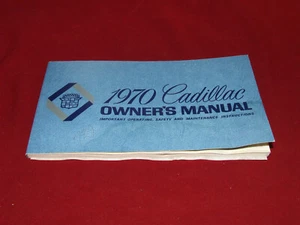 1970 Cadillac
OWNER'S MANUAL
IMPORTANT OPERATING, SAFETY AND MAINTENANCE INSTRUCTIONS